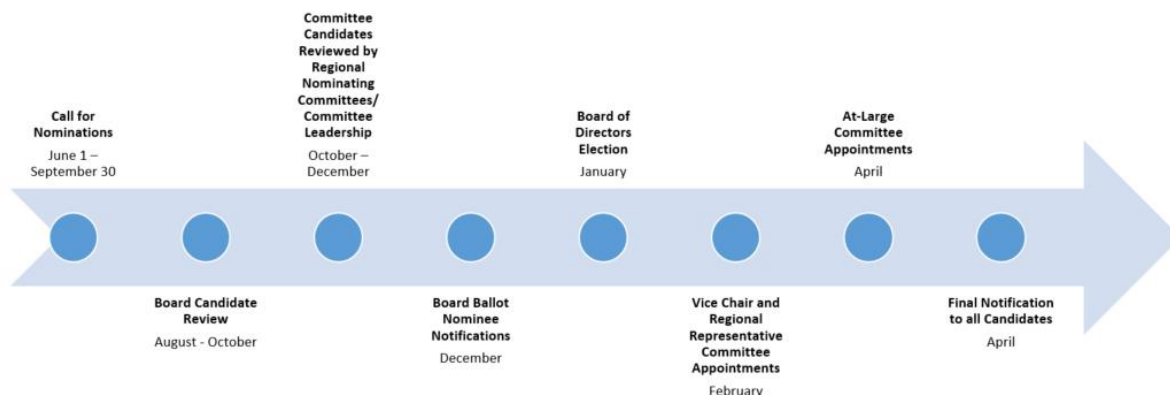 Call for
Nominations
June 1 –
September 30
Board Candidate
Review
August - October
Committee
Candidates
Reviewed by
Regional
Nominating
Committees/
Committee
Leadership
October –
December
Board Ballot
Nominee
Notifications
December
Board of
Directors
Election
January
Vice Chair and
Regional
Representative
Committee
Appointments
February
At-Large
Committee
Appointments
April
Final Notification
to all Candidates
April